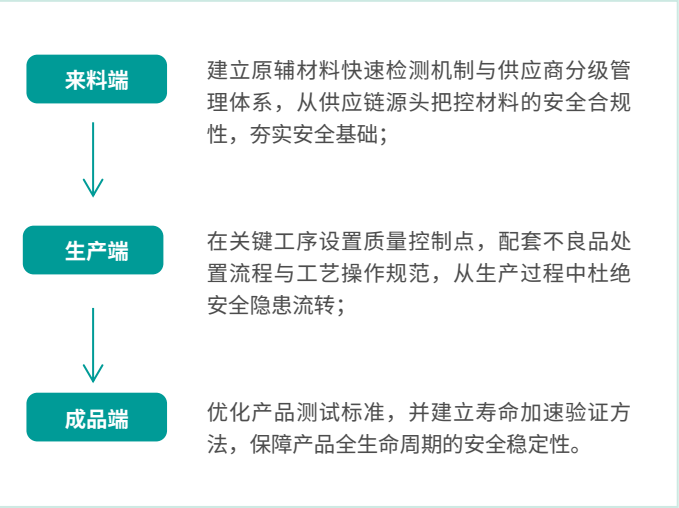 来料端
建立原辅材料快速检测机制与供应商分级管
理体系，从供应链源头把控材料的安全合规
性，夯实安全基础；
生产端
在关键工序设置质量控制点，配套不良品处
置流程与工艺操作规范，从生产过程中杜绝
安全隐患流转；
成品端
优化产品测试标准，并建立寿命加速验证方
法，保障产品全生命周期的安全稳定性。